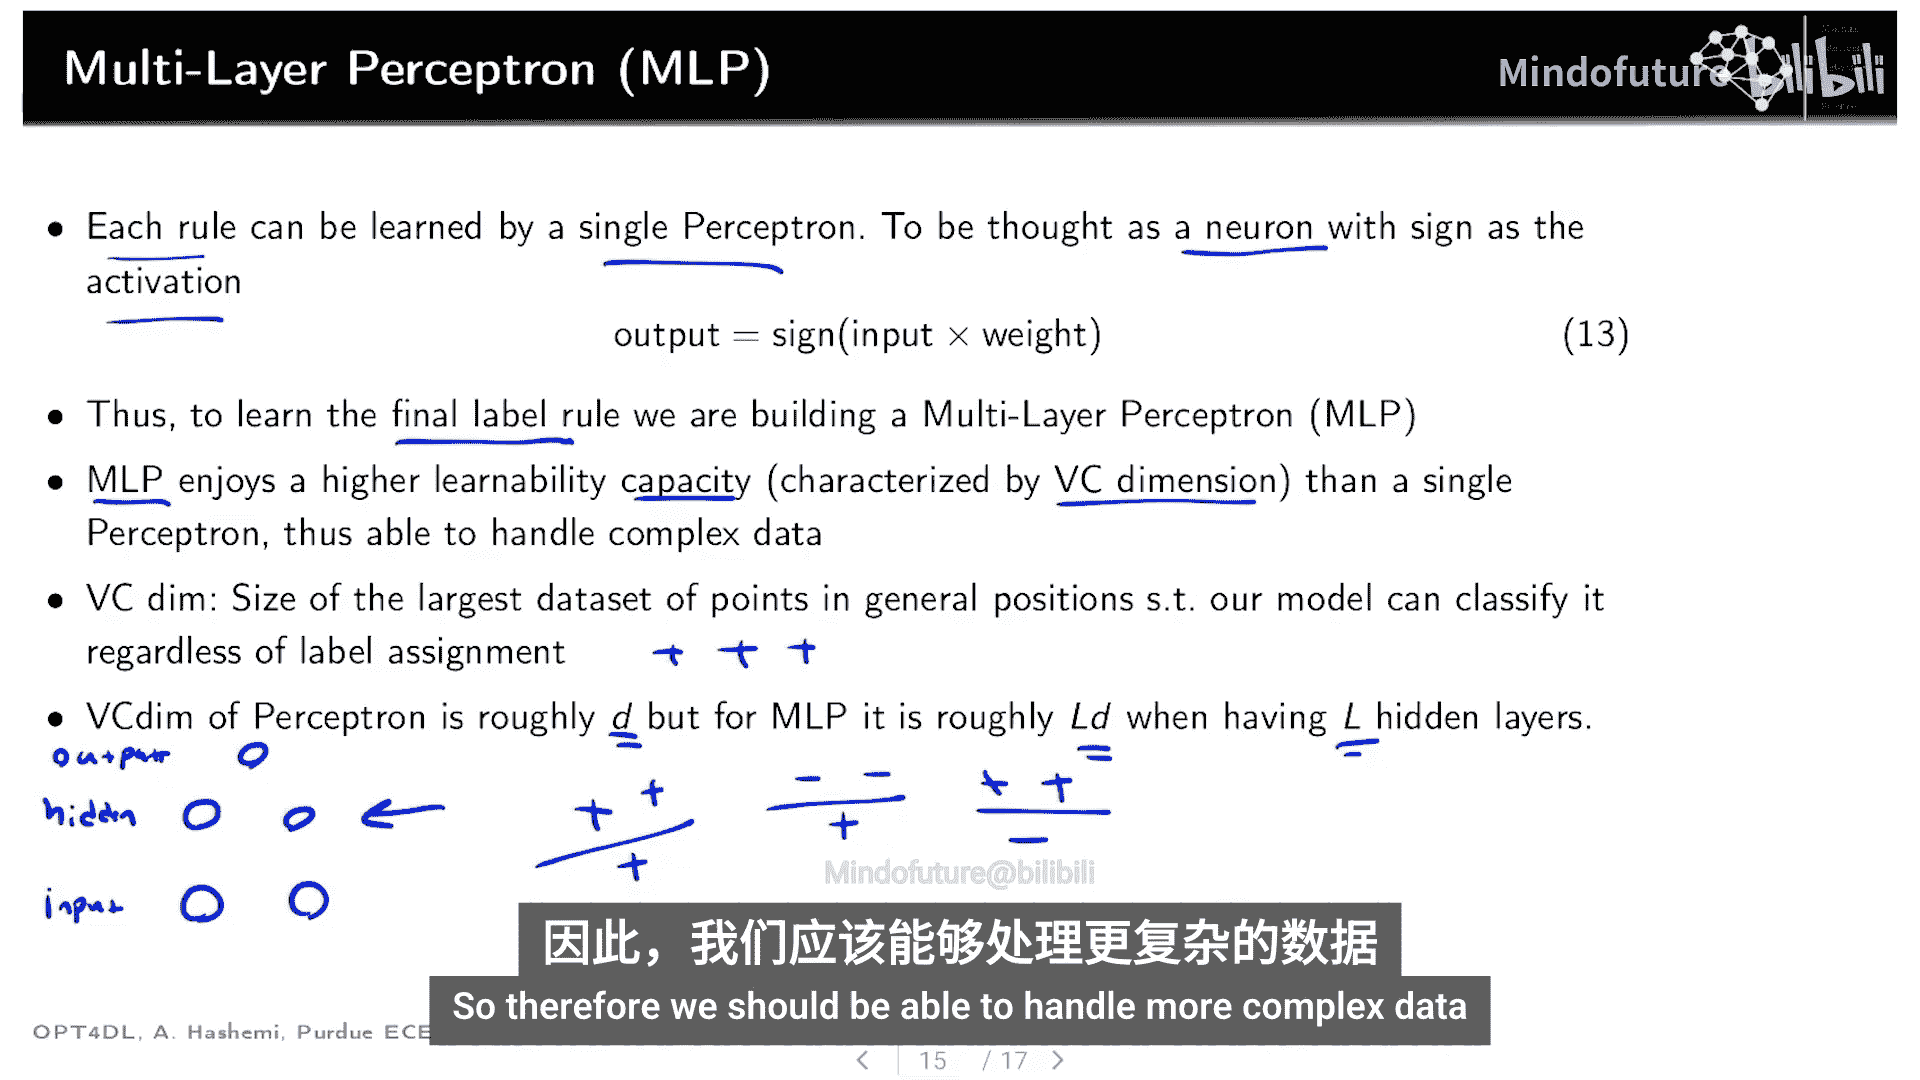 Multi-Layer Perceptron (MLP)
Mindofuture
bilibili
• Each rule can be learned by a single Perceptron. To be thought as a neuron with sign as the
activation
output = sign(input × weight) (13)
• Thus, to learn the final label rule we are building a Multi-Layer Perceptron (MLP)
• MLP enjoys a higher learnability capacity (characterized by VC dimension) than a single
Perceptron, thus able to handle complex data
• VC dim: Size of the largest dataset of points in general positions s.t. our model can classify it
regardless of label assignment + + +
• VCdim of Perceptron is roughly d but for MLP it is roughly Ld when having L hidden layers.
output
hidden
input
+ + − − + +
+ + −
Mindofuture@bilibili
因此，我们应该能够处理更复杂的数据
So therefore we should be able to handle more complex data
OPT4DL, A. Hashemi, Purdue ECE
15 / 17